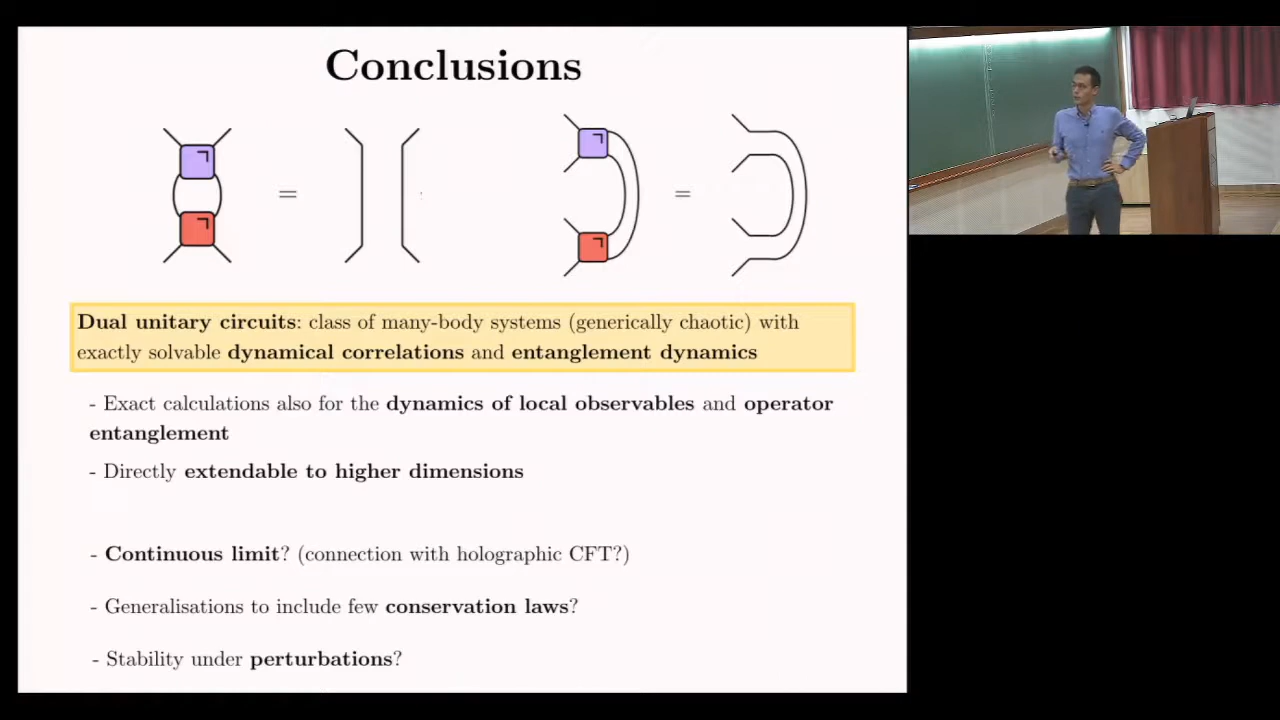 Conclusions
=
=
Dual unitary circuits: class of many-body systems (generically chaotic) with
exactly solvable dynamical correlations and entanglement dynamics
- Exact calculations also for the dynamics of local observables and operator
entanglement
- Directly extendable to higher dimensions
- Continuous limit? (connection with holographic CFT?)
- Generalisations to include few conservation laws?
- Stability under perturbations?